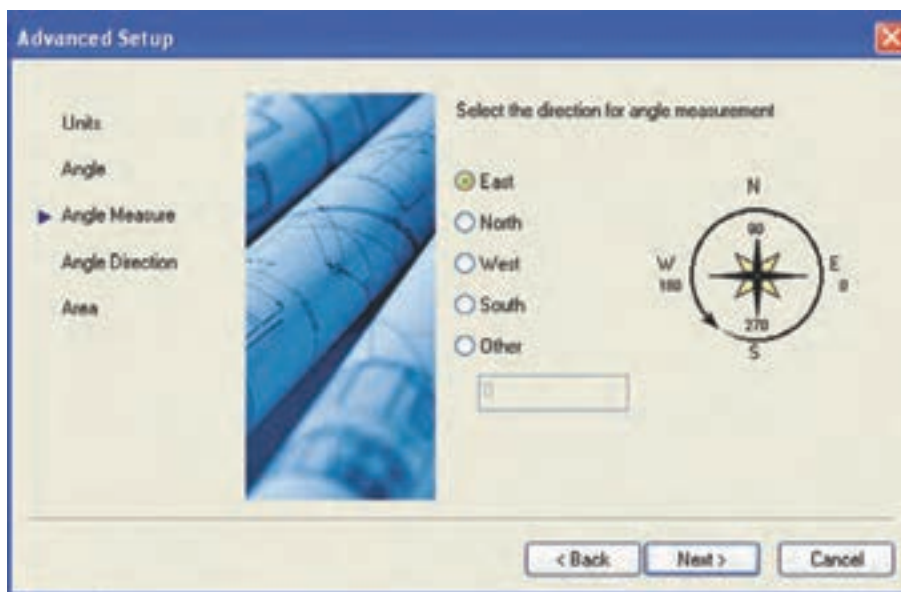 Advanced Setup
Units
Angle
Angle Measure
Angle Direction
Area
Select the direction for angle measurement
East
North
West
South
Other
0
N
90
W
180
E
0
270
S
< Back
Next >
Cancel